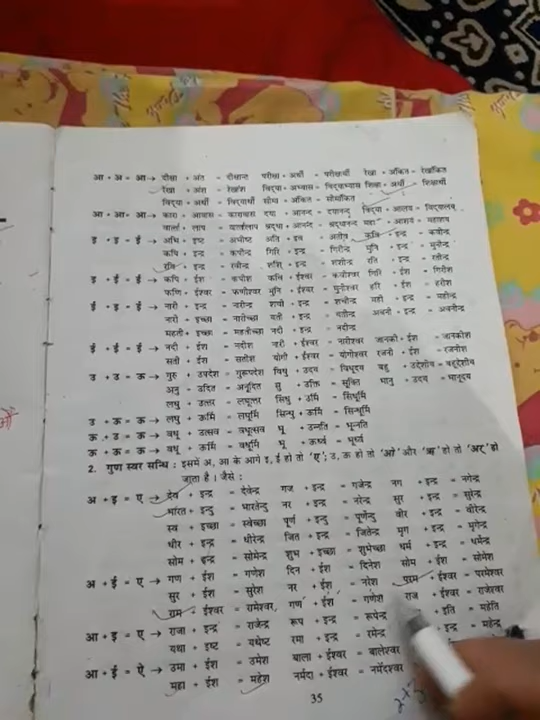 आ + अ = आ → दीक्षा + अंत = दीक्षान्त परीक्षा + अर्थी = परीक्षार्थी रेखा + अंकित = रेखांकित
रेखा + अंश = रेखांश विद्या + अभ्यास = विद्याभ्यास शिक्षा + अर्थी = शिक्षार्थी
विद्या + अर्थी = विद्यार्थी सीमा + अंकित = सीमांकित
आ + आ = आ → कारा + आवास = कारावास दया + आनन्द = दयानन्द विद्या + आलय = विद्यालय
वार्ता + लाप = वार्तालाप श्रद्धा + आनन्द = श्रद्धानन्द महा + आशय = महाशय
इ + इ = ई → अभि + इष्ट = अभीष्ट अति + इव = अतीव कवि + इन्द्र = कवीन्द्र
कपि + इन्द्र = कपीन्द्र गिरि + इन्द्र = गिरीन्द्र मुनि + इन्द्र = मुनीन्द्र
रवि + इन्द्र = रवीन्द्र शशि + इन्द्र = शशीन्द्र रति + इन्द्र = रतीन्द्र
इ + ई = ई → कपि + ईश = कपीश कवि + ईश्वर = कवीश्वर गिरि + ईश = गिरीश
फणि + ईश्वर = फणीश्वर मुनि + ईश्वर = मुनीश्वर हरि + ईश = हरीश
ई + इ = ई → नारी + इन्द्र = नारीन्द्र शची + इन्द्र = शचीन्द्र मही + इन्द्र = महीन्द्र
नारी + इच्छा = नारीच्छा यती + इन्द्र = यतीन्द्र अवनी + इन्द्र = अवनीन्द्र
महती + इच्छा = महतीच्छा नदी + इन्द्र = नदीन्द्र
ई + ई = ई → नदी + ईश = नदीश नारी + ईश्वर = नारीश्वर जानकी + ईश = जानकीश
सती + ईश = सतीश योगी + ईश्वर = योगीश्वर रजनी + ईश = रजनीश
उ + उ = ऊ → गुरु + उपदेश = गुरूपदेश विधु + उदय = विधूदय बहु + उद्देशीय = बहूद्देशीय
अनु + उदित = अनूदित सु + उक्ति = सूक्ति भानु + उदय = भानूदय
लघु + उत्तर = लघूत्तर सिंधु + उर्मि = सिंधूर्मि
उ + ऊ = ऊ → लघु + ऊर्मि = लघूर्मि सिन्धु + ऊर्मि = सिन्धूर्मि
ऊ + उ = ऊ → वधू + उत्सव = वधूत्सव भू + उन्नति = भून्नति
ऊ + ऊ = ऊ → वधू + ऊर्मि = वधूर्मि भू + ऊर्ध्व = भूर्ध्व
2. गुण स्वर सन्धि : इसमें अ, आ के आगे इ, ई हो तो 'ए'; उ, ऊ हो तो 'ओ' और 'ऋ' हो तो 'अर्' हो
जाता है। जैसे :
अ + इ = ए → देव + इन्द्र = देवेन्द्र गज + इन्द्र = गजेन्द्र नग + इन्द्र = नगेन्द्र
भारत + इन्दु = भारतेन्दु नर + इन्द्र = नरेन्द्र सुर + इन्द्र = सुरेन्द्र
स्व + इच्छा = स्वेच्छा पूर्ण + इन्दु = पूर्णेन्दु वीर + इन्द्र = वीरेन्द्र
धीर + इन्द्र = धीरेन्द्र जित + इन्द्र = जितेन्द्र मृग + इन्द्र = मृगेन्द्र
सोम + इन्द्र = सोमेन्द्र शुभ + इच्छा = शुभेच्छा धर्म + इन्द्र = धर्मेन्द्र
अ + ई = ए → गण + ईश = गणेश दिन + ईश = दिनेश सोम + ईश = सोमेश
सुर + ईश = सुरेश नर + ईश = नरेश परम + ईश्वर = परमेश्वर
राम + ईश्वर = रामेश्वर, गण + ईश = गणेश राज + ईश्वर = राजेश्वर
आ + इ = ए → राजा + इन्द्र = राजेन्द्र रूप + इन्द्र = रूपेन्द्र + इति = महेति
यथा + इष्ट = यथेष्ट रमा + इन्द्र = रमेन्द्र + इन्द्र = महेन्द्र
आ + ई = ऐ → उमा + ईश = उमेश बाला + ईश्वर = बालेश्वर
महा + ईश = महेश नर्मदा + ईश्वर = नर्मदेश्वर
35